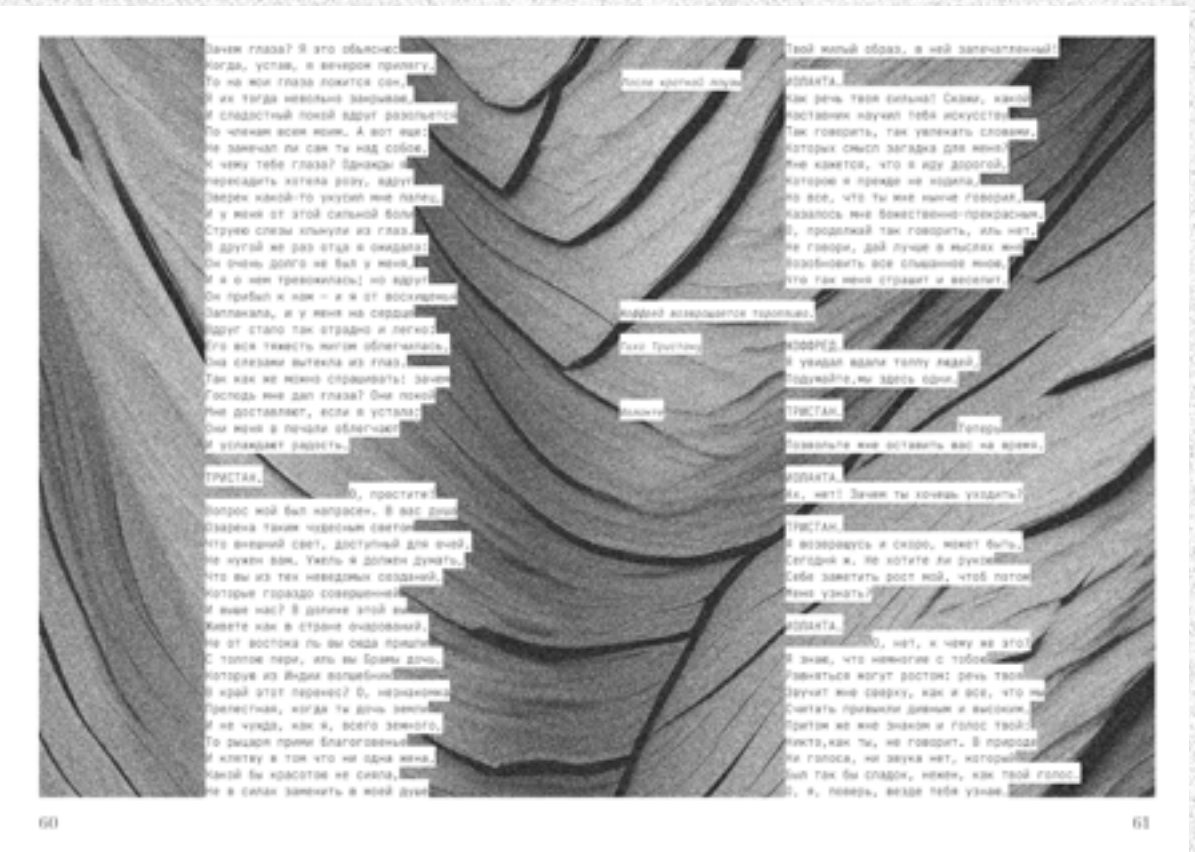 Зачем глаза? Я это объясню:
Когда, устав, я вечером прилягу,
То на мои глаза ложится сон,
Я их тогда невольно закрываю,
И сладостный покой вдруг разольется
По членам всем моим. А вот еще:
Не замечал ли сам ты над собою,
К чему тебе глаза? Однажды я
пересадить хотела розу, вдруг
Зверек какой-то укусил мне палец,
И у меня от этой сильной боли
Струею слезы хлынули из глаз.
В другой же раз отца я ожидала:
Он очень долго не был у меня,
И я о нем тревожилась; но вдруг
Он прибыл к нам — и я от восхищенья
Заплакала, и у меня на сердце
Вдруг стало так отрадно и легко:
Его вся тяжесть мигом облегчилась,
Она слезами вытекла из глаз.
Так как же можно спрашивать: зачем
Господь мне дал глаза? Они покой
Мне доставляют, если я устала;
Они меня в печали облегчают
И услаждают радость.
ТРИСТАН.
О, простите!
Вопрос мой был напрасен. В вас душа
Озарена таким чудесным светом
Что внешний свет, доступный для очей,
Не нужен вам. Ужель я должен думать,
Что вы из тех неведомых созданий,
Которые гораздо совершенней
И выше нас? В долине этой вы
Живете как в стране очарований.
Не от востока ль вы сюда пришли
С толпою пери, иль вы Брамы дочь,
Которую из Индии волшебник
В край этот перенес? О, незнакомка
Прелестная, когда ты дочь земли
И не чужда, как я, всего земного,
То рыцаря прими благоговенье
И клятву в том что ни одна жена,
Какой бы красотою не сияла,
Не в силах заменить в моей душе
После краткой паузы
Жоффред возвращается торопливо.
Тихо Тристану
Иоланте
Твой милый образ, в ней запечатленный!
ИОЛАНТА.
Как речь твоя сильна! Скажи, какой
Наставник научил тебя искусству
Так говорить, так увлекать словами,
Которых смысл загадка для меня?
Мне кажется, что я иду дорогой,
Которою я прежде не ходила,
Но все, что ты мне нынче говорил,
Казалось мне божественно-прекрасным.
О, продолжай так говорить, иль нет,
Не говори, дай лучше в мыслях мне
Возобновить все слышанное мною,
Что так меня страшит и веселит.
ЖОФФРЕД.
Я увидал вдали толпу людей.
Подумайте,мы здесь одни.
ТРИСТАН.
Теперь
Позвольте мне оставить вас на время.
ИОЛАНТА.
Ах, нет! Зачем ты хочешь уходить?
ТРИСТАН.
Я возвращусь и скоро, может быть,
Сегодня ж. Не хотите ли рукою
Себе заметить рост мой, чтоб потом
Меня узнать?
ИОЛАНТА.
О, нет, к чему же это?
Я знаю, что немногие с тобою
Равняться могут ростом: речь твоя
Звучит мне сверху, как и все, что мы
Считать привыкли дивным и высоким.
Притом же мне знаком и голос твой:
Никто,как ты, не говорит. В природе
Ни голоса, ни звука нет, который
Был так бы сладок, нежен, как твой голос.
О, я, поверь, везде тебя узнаю.
60
61